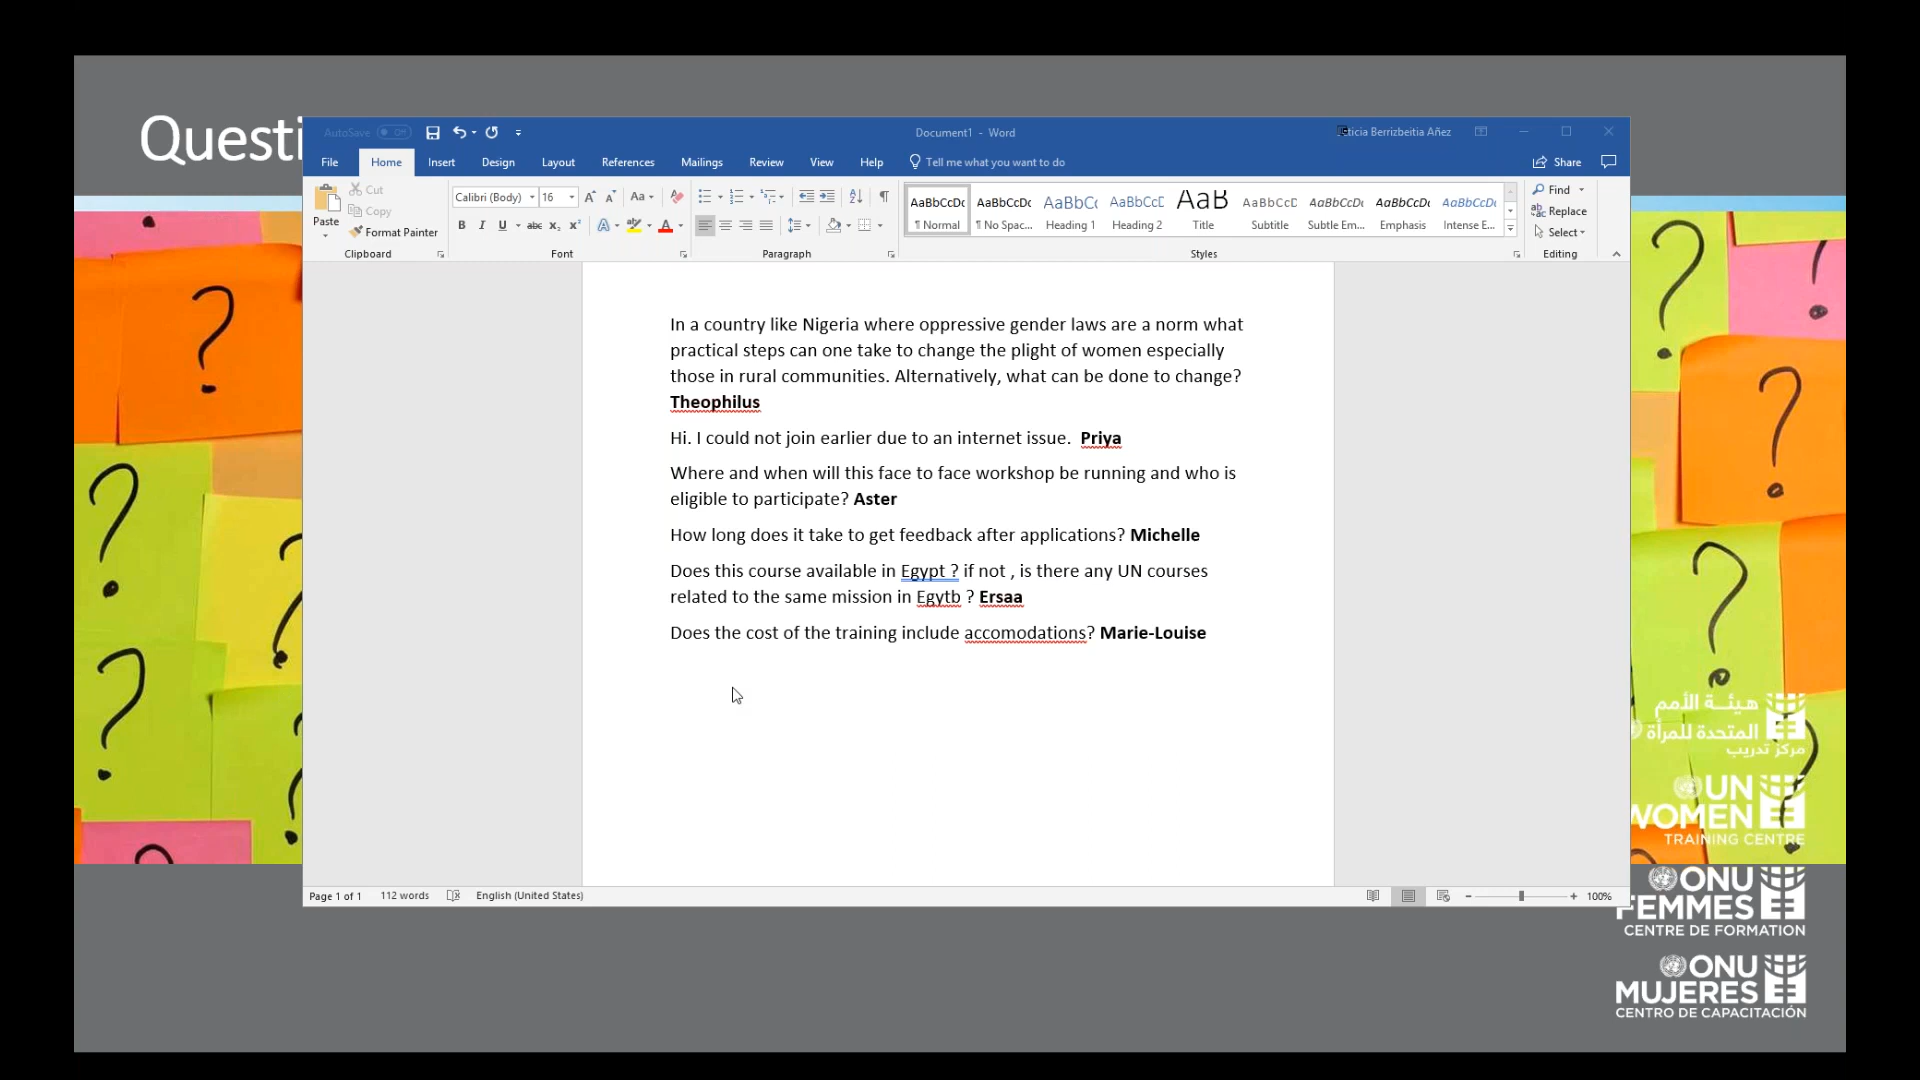 Questi
AutoSave Off
Document1 - Word
ticia Berrizbeitia Añez
File Home Insert Design Layout References Mailings Review View Help Tell me what you want to do Share
Paste
Cut
Copy
Format Painter
Clipboard
Calibri (Body) 16
Font
Paragraph
AaBbCcDc AaBbCcDc AaBbCc AaBbCcE AaB AaBbCcD AaBbCcDc AaBbCcDc AaBbCcDc
¶ Normal ¶ No Spac... Heading 1 Heading 2 Title Subtitle Subtle Em... Emphasis Intense E...
Styles
Find
Replace
Select
Editing
In a country like Nigeria where oppressive gender laws are a norm what
practical steps can one take to change the plight of women especially
those in rural communities. Alternatively, what can be done to change?
Theophilus
Hi. I could not join earlier due to an internet issue. Priya
Where and when will this face to face workshop be running and who is
eligible to participate? Aster
How long does it take to get feedback after applications? Michelle
Does this course available in Egypt ? if not , is there any UN courses
related to the same mission in Egytb ? Ersaa
Does the cost of the training include accomodations? Marie-Louise
Page 1 of 1 112 words English (United States) 100%
هيئة الأمم
المتحدة للمرأة
مركز تدريب
UN
WOMEN
TRAINING CENTRE
ONU
FEMMES
CENTRE DE FORMATION
ONU
MUJERES
CENTRO DE CAPACITACIÓN